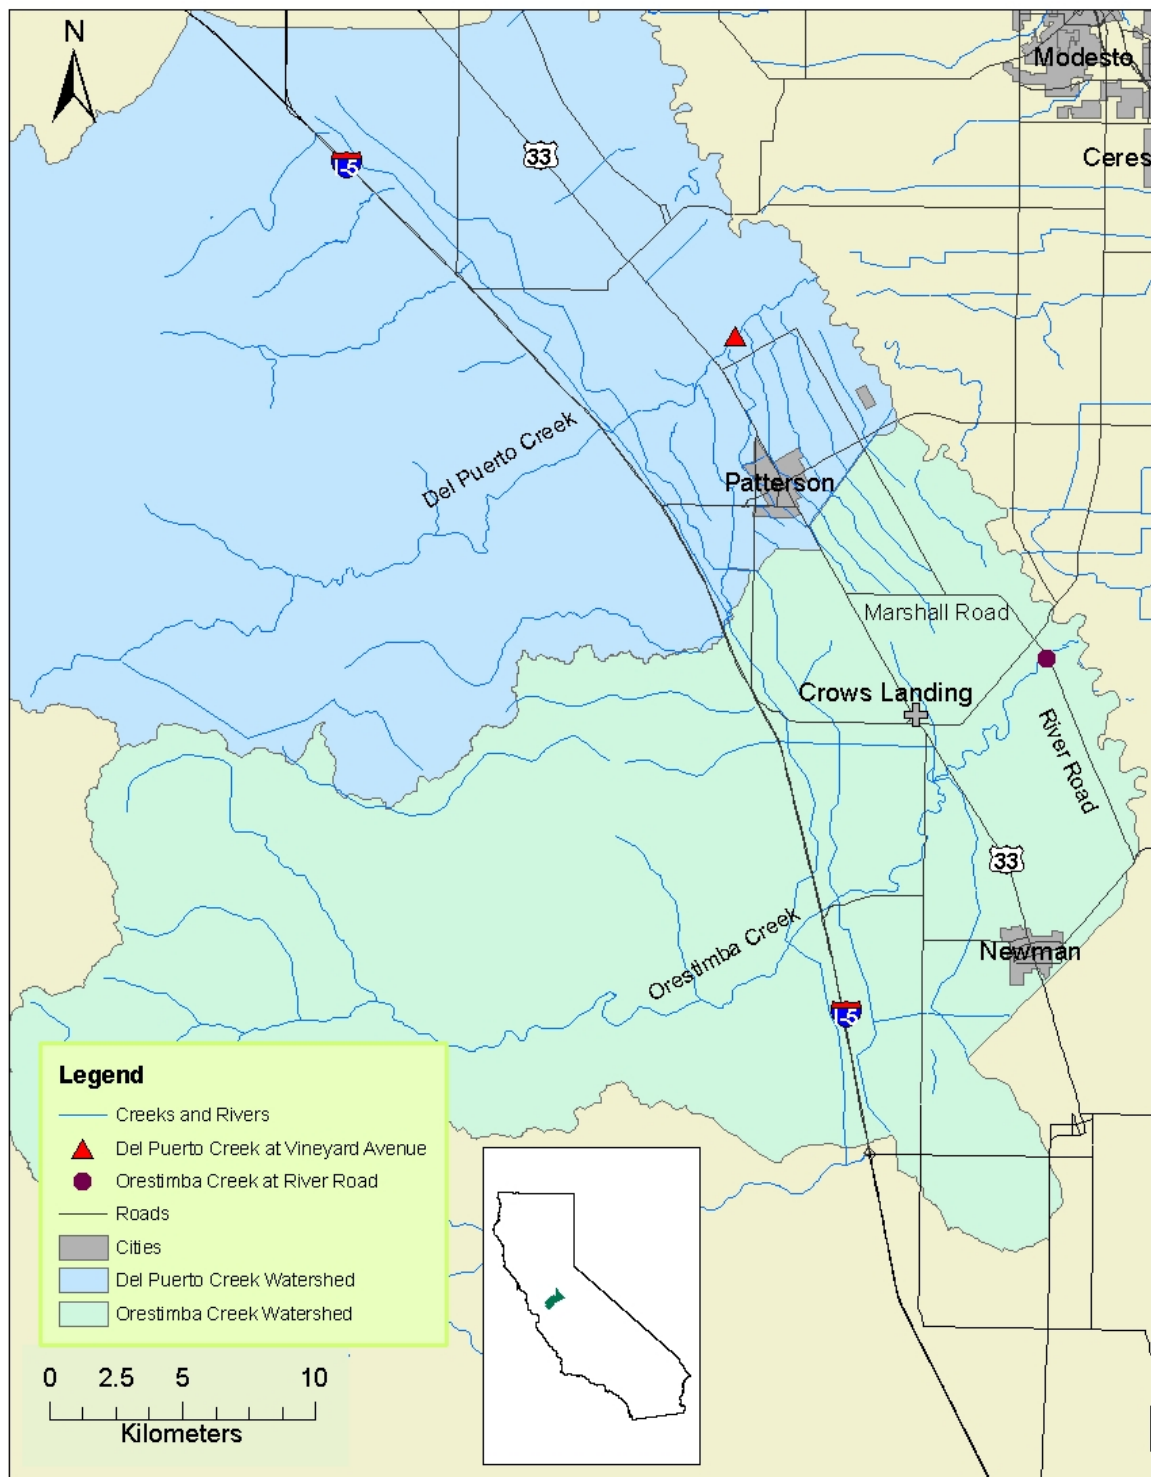 N
Modesto
Ceres
33
I-5
Del Puerto Creek
Patterson
Marshall Road
Crows Landing
River Road
33
Orestimba Creek
Newman
I-5
Legend
Creeks and Rivers
Del Puerto Creek at Vineyard Avenue
Orestimba Creek at River Road
Roads
Cities
Del Puerto Creek Watershed
Orestimba Creek Watershed
0 2.5 5 10
Kilometers